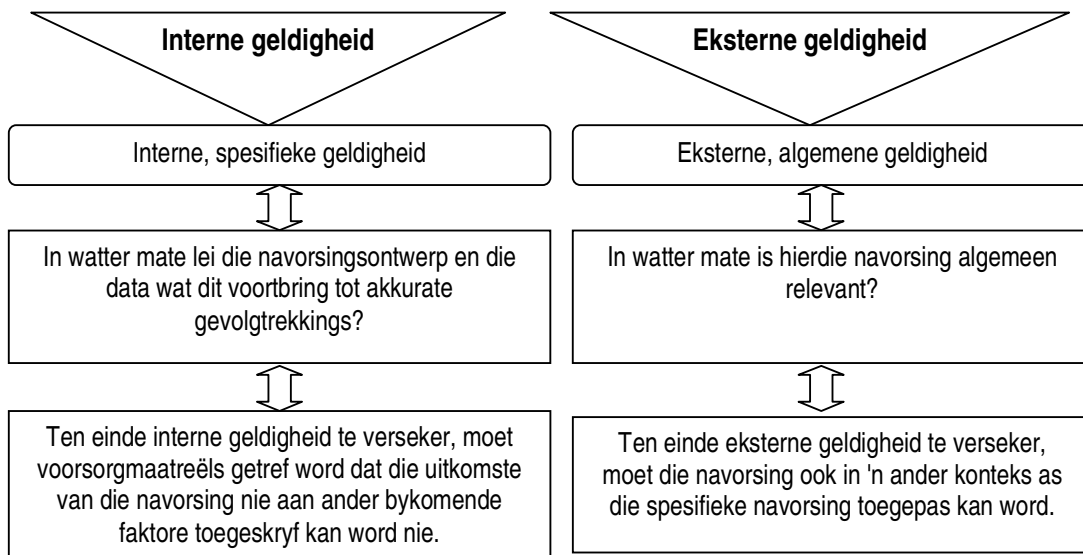 Interne geldigheid
Interne, spesifieke geldigheid
In watter mate lei die navorsingsontwerp en die
data wat dit voortbring tot akkurate
gevolgtrekkings?
Ten einde interne geldigheid te verseker, moet
voorsorgmaatreëls getref word dat die uitkomste
van die navorsing nie aan ander bykomende
faktore toegeskryf kan word nie.
Eksterne geldigheid
Eksterne, algemene geldigheid
In watter mate is hierdie navorsing algemeen
relevant?
Ten einde eksterne geldigheid te verseker,
moet die navorsing ook in 'n ander konteks as
die spesifieke navorsing toegepas kan word.